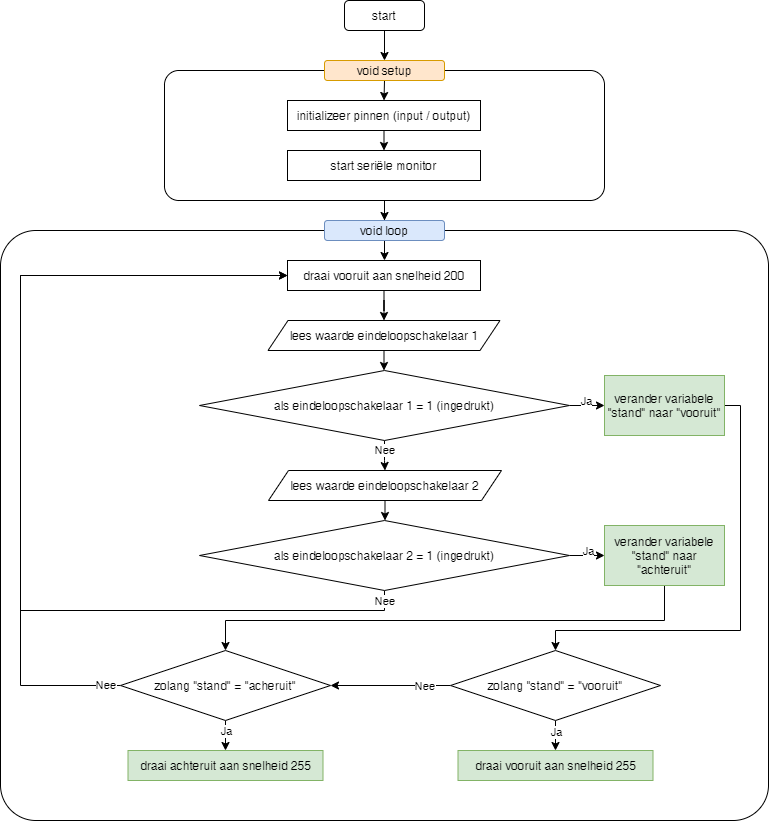 start
void setup
initializeer pinnen (input / output)
start seriële monitor
void loop
draai vooruit aan snelheid 200
lees waarde eindeloopschakelaar 1
als eindeloopschakelaar 1 = 1 (ingedrukt)
Ja
verander variabele
"stand" naar "vooruit"
Nee
lees waarde eindeloopschakelaar 2
als eindeloopschakelaar 2 = 1 (ingedrukt)
Ja
verander variabele
"stand" naar
"achteruit"
Nee
Nee
zolang "stand" = "acheruit"
Nee
zolang "stand" = "vooruit"
Ja
Ja
draai achteruit aan snelheid 255
draai vooruit aan snelheid 255